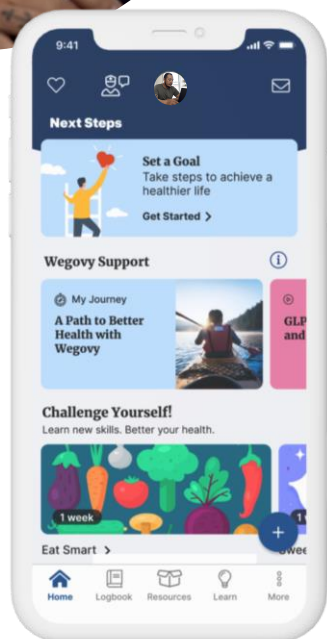 9:41
Next Steps
Set a Goal
Take steps to achieve a
healthier life
Get Started >
Wegovy Support
My Journey
A Path to Better
Health with
Wegovy
GLP
and
Challenge Yourself!
Learn new skills. Better your health.
1 week
1
Eat Smart >
Home
Logbook
Resources
Learn
More